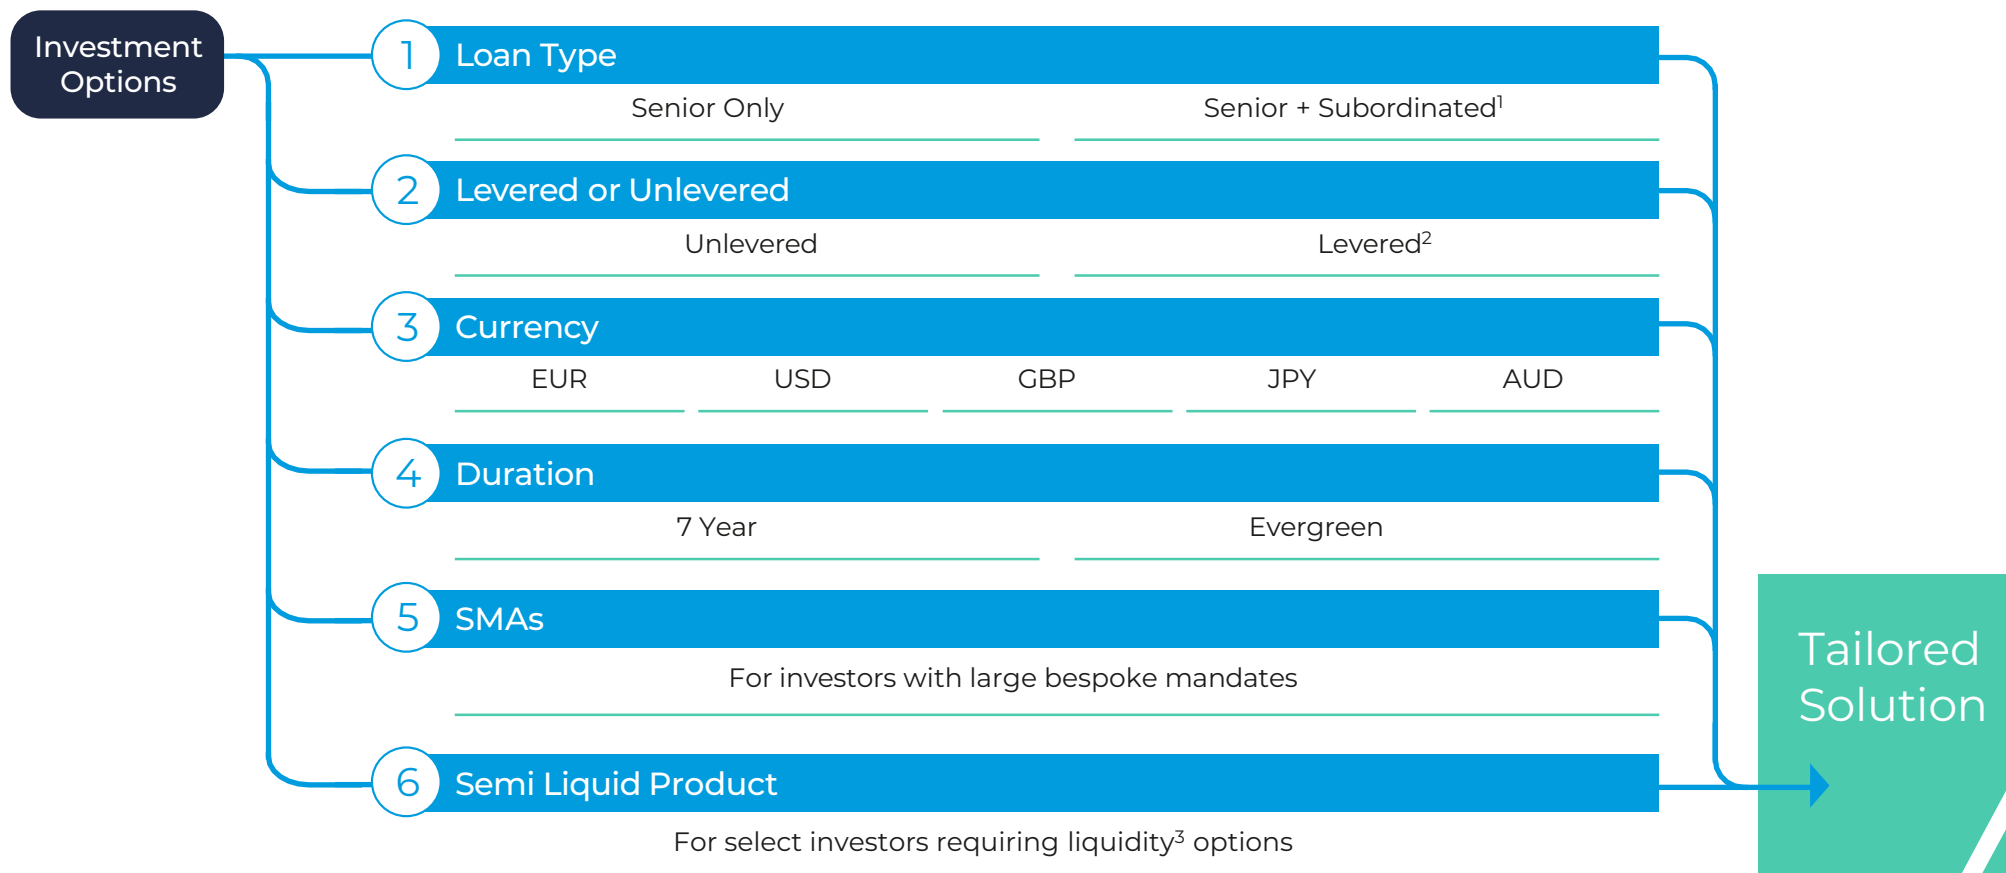 Investment
Options
1 Loan Type
Senior Only Senior + Subordinated¹
2 Levered or Unlevered
Unlevered Levered²
3 Currency
EUR USD GBP JPY AUD
4 Duration
7 Year Evergreen
5 SMAs
For investors with large bespoke mandates
Tailored
Solution
6 Semi Liquid Product
For select investors requiring liquidity³ options